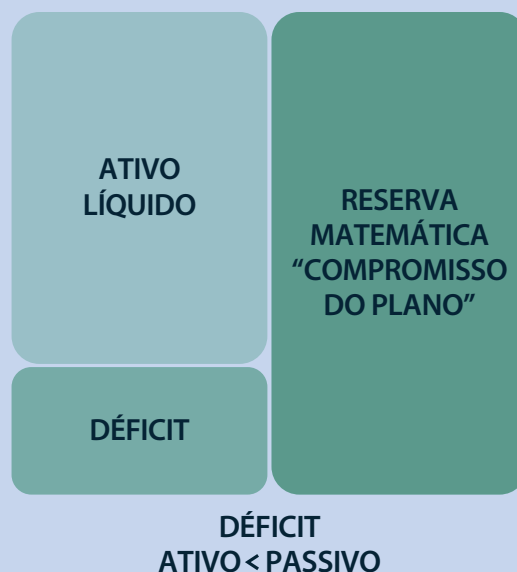 ATIVO
LÍQUIDO
DÉFICIT
RESERVA
MATEMÁTICA
“COMPROMISSO
DO PLANO”
DÉFICIT
ATIVO < PASSIVO